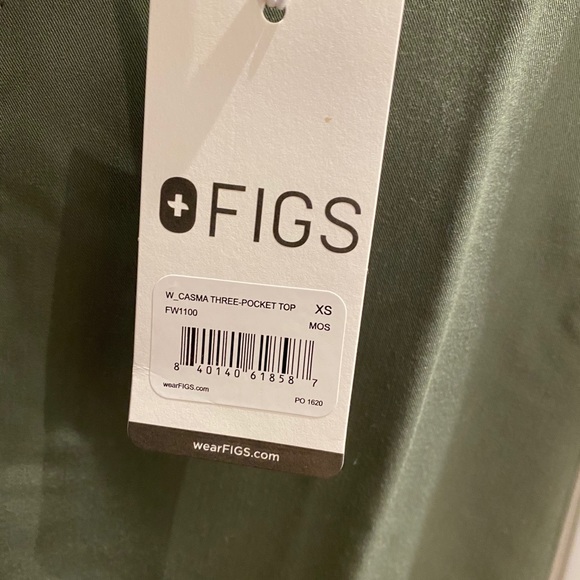 FIGS
W_CASMA THREE-POCKET TOP XS
FW1100 MOS
8 40140 61858 7
wearFIGS.com PO 1620
wearFIGS.com